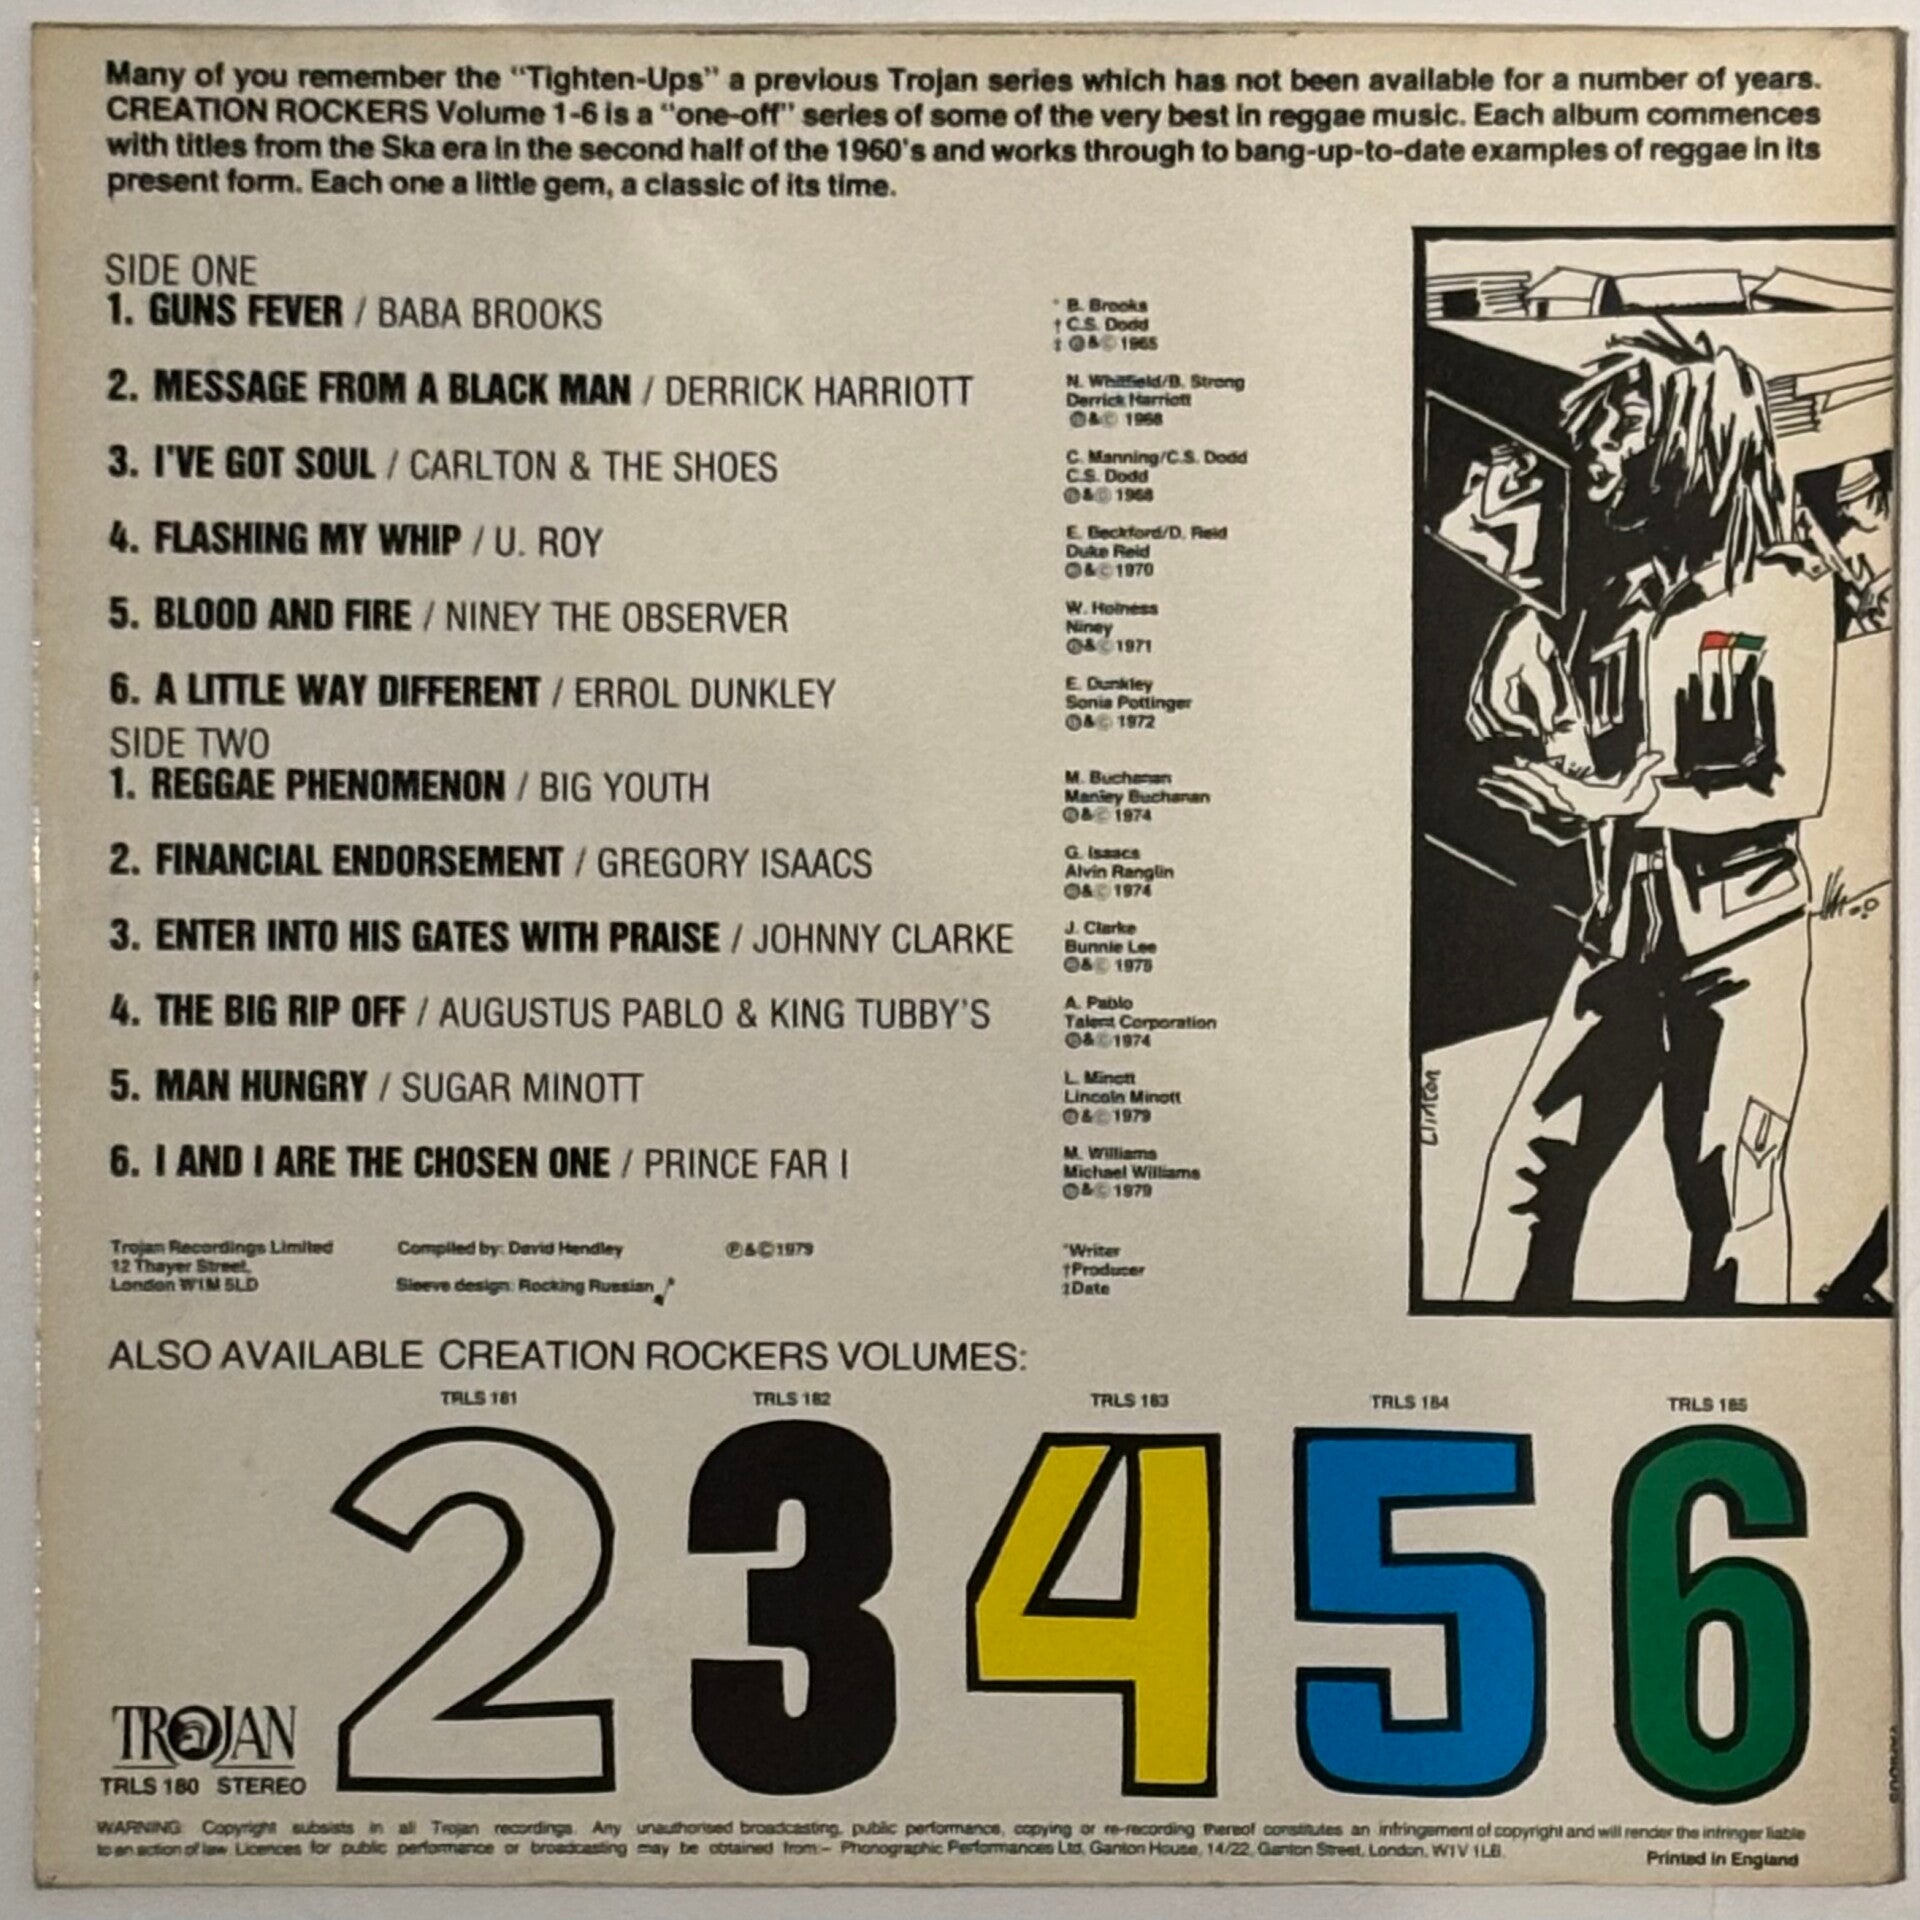 Many of you remember the "Tighten-Ups" a previous Trojan series which has not been available for a number of years.
CREATION ROCKERS Volume 1-6 is a "one-off" series of some of the very best in reggae music. Each album commences
with titles from the Ska era in the second half of the 1960's and works through to bang-up-to-date examples of reggae in its
present form. Each one a little gem, a classic of its time.
SIDE ONE
1. GUNS FEVER / BABA BROOKS
* B. Brooks
† C.S. Dodd
‡ ℗&© 1965
2. MESSAGE FROM A BLACK MAN / DERRICK HARRIOTT
N. Whitfield/B. Strong
Derrick Harriott
℗&© 1968
3. I'VE GOT SOUL / CARLTON & THE SHOES
C. Manning/C.S. Dodd
C.S. Dodd
℗&© 1968
4. FLASHING MY WHIP / U. ROY
E. Beckford/D. Reid
Duke Reid
℗&© 1970
5. BLOOD AND FIRE / NINEY THE OBSERVER
W. Holness
Niney
℗&© 1971
6. A LITTLE WAY DIFFERENT / ERROL DUNKLEY
E. Dunkley
Sonia Pottinger
℗&© 1972
SIDE TWO
1. REGGAE PHENOMENON / BIG YOUTH
M. Buchanan
Manley Buchanan
℗&© 1974
2. FINANCIAL ENDORSEMENT / GREGORY ISAACS
G. Isaacs
Alvin Ranglin
℗&© 1974
3. ENTER INTO HIS GATES WITH PRAISE / JOHNNY CLARKE
J. Clarke
Bunnie Lee
℗&©
4. THE BIG RIP OFF / AUGUSTUS PABLO & KING TUBBY'S
A. Pablo
Talent Corporation
℗&© 1974
5. MAN HUNGRY / SUGAR MINOTT
L. Minott
Lincoln Minott
℗&© 1979
6. I AND I ARE THE CHOSEN ONE / PRINCE FAR I
M. Williams
Michael Williams
℗&© 1979
Clinton
Trojan Recordings Limited
12 Thayer Street,
London W1M 5LD
Compiled by: David Hendley
Sleeve design: Rocking Russian
℗&© 1979
*Writer
†Producer
‡Date
ALSO AVAILABLE CREATION ROCKERS VOLUMES:
TRLS 181 TRLS 182 TRLS 183 TRLS 184 TRLS 185
2 3 4 5 6
TROJAN
TRLS 180 STEREO
WARNING: Copyright subsists in all Trojan recordings. Any unauthorised broadcasting, public performance, copying or re-recording thereof constitutes an infringement of copyright and will render the infringer liable
to an action of law. Licences for public performance or broadcasting may be obtained from:- Phonographic Performances Ltd, Ganton House, 14/22, Ganton Street, London, W1V 1LB.
Printed in England